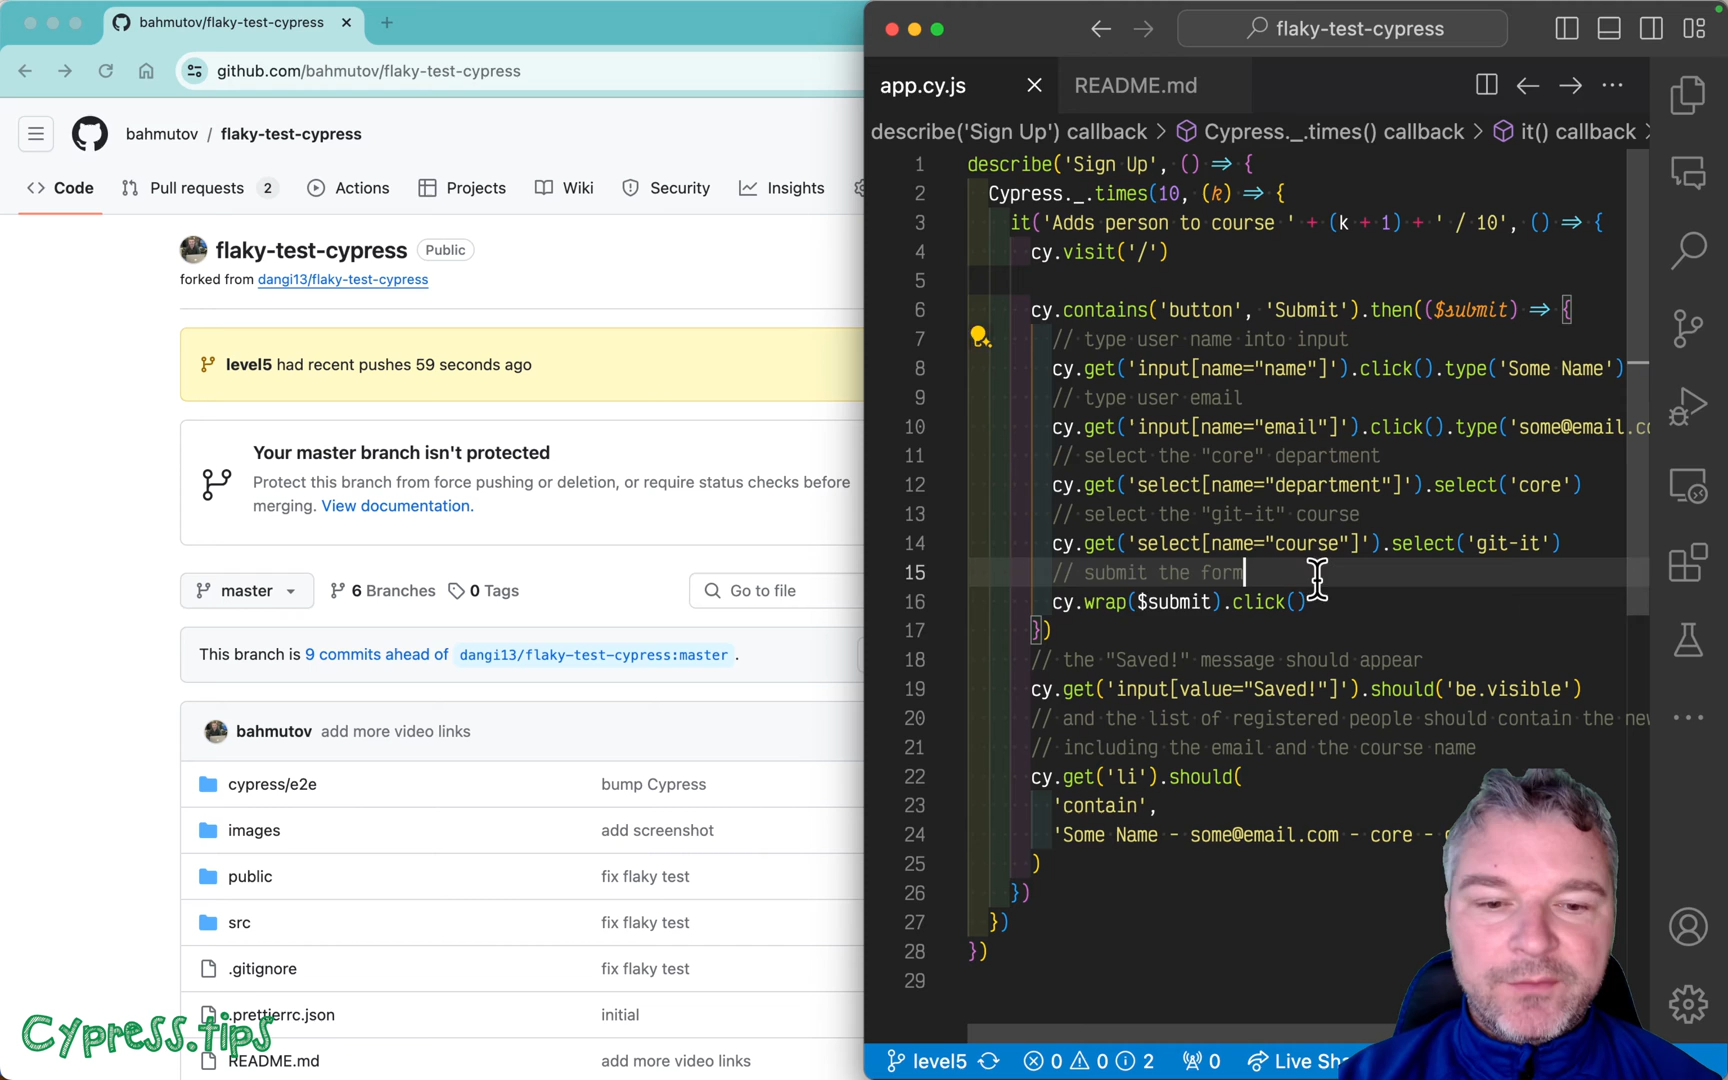 bahmutov/flaky-test-cypress
github.com/bahmutov/flaky-test-cypress
bahmutov / flaky-test-cypress
Code
Pull requests 2
Actions
Projects
Wiki
Security
Insights
flaky-test-cypress Public
forked from dangi13/flaky-test-cypress
level5 had recent pushes 59 seconds ago
Your master branch isn't protected
Protect this branch from force pushing or deletion, or require status checks before
merging. View documentation.
master
6 Branches
0 Tags
Go to file
This branch is 9 commits ahead of dangi13/flaky-test-cypress:master .
bahmutov add more video links
cypress/e2e bump Cypress
images add screenshot
public fix flaky test
src fix flaky test
.gitignore fix flaky test
.prettierrc.json initial
README.md add more video links
Cypress.tips
flaky-test-cypress
app.cy.js
README.md
describe('Sign Up') callback > Cypress._.times() callback > it() callback >
1 describe('Sign Up', () => {
2 Cypress._.times(10, (k) => {
3 it('Adds person to course ' + (k + 1) + ' / 10', () => {
4 cy.visit('/')
5
6 cy.contains('button', 'Submit').then(($submit) => {
7 // type user name into input
8 cy.get('input[name="name"]').click().type('Some Name')
9 // type user email
10 cy.get('input[name="email"]').click().type('some@email.co
11 // select the "core" department
12 cy.get('select[name="department"]').select('core')
13 // select the "git-it" course
14 cy.get('select[name="course"]').select('git-it')
15 // submit the form
16 cy.wrap($submit).click()
17 })
18 // the "Saved!" message should appear
19 cy.get('input[value="Saved!"]').should('be.visible')
20 // and the list of registered people should contain the new
21 // including the email and the course name
22 cy.get('li').should(
23 'contain',
24 'Some Name - some@email.com - core -
25 )
26 })
27 })
28 })
29
level5
0 0 2
0
Live Sha